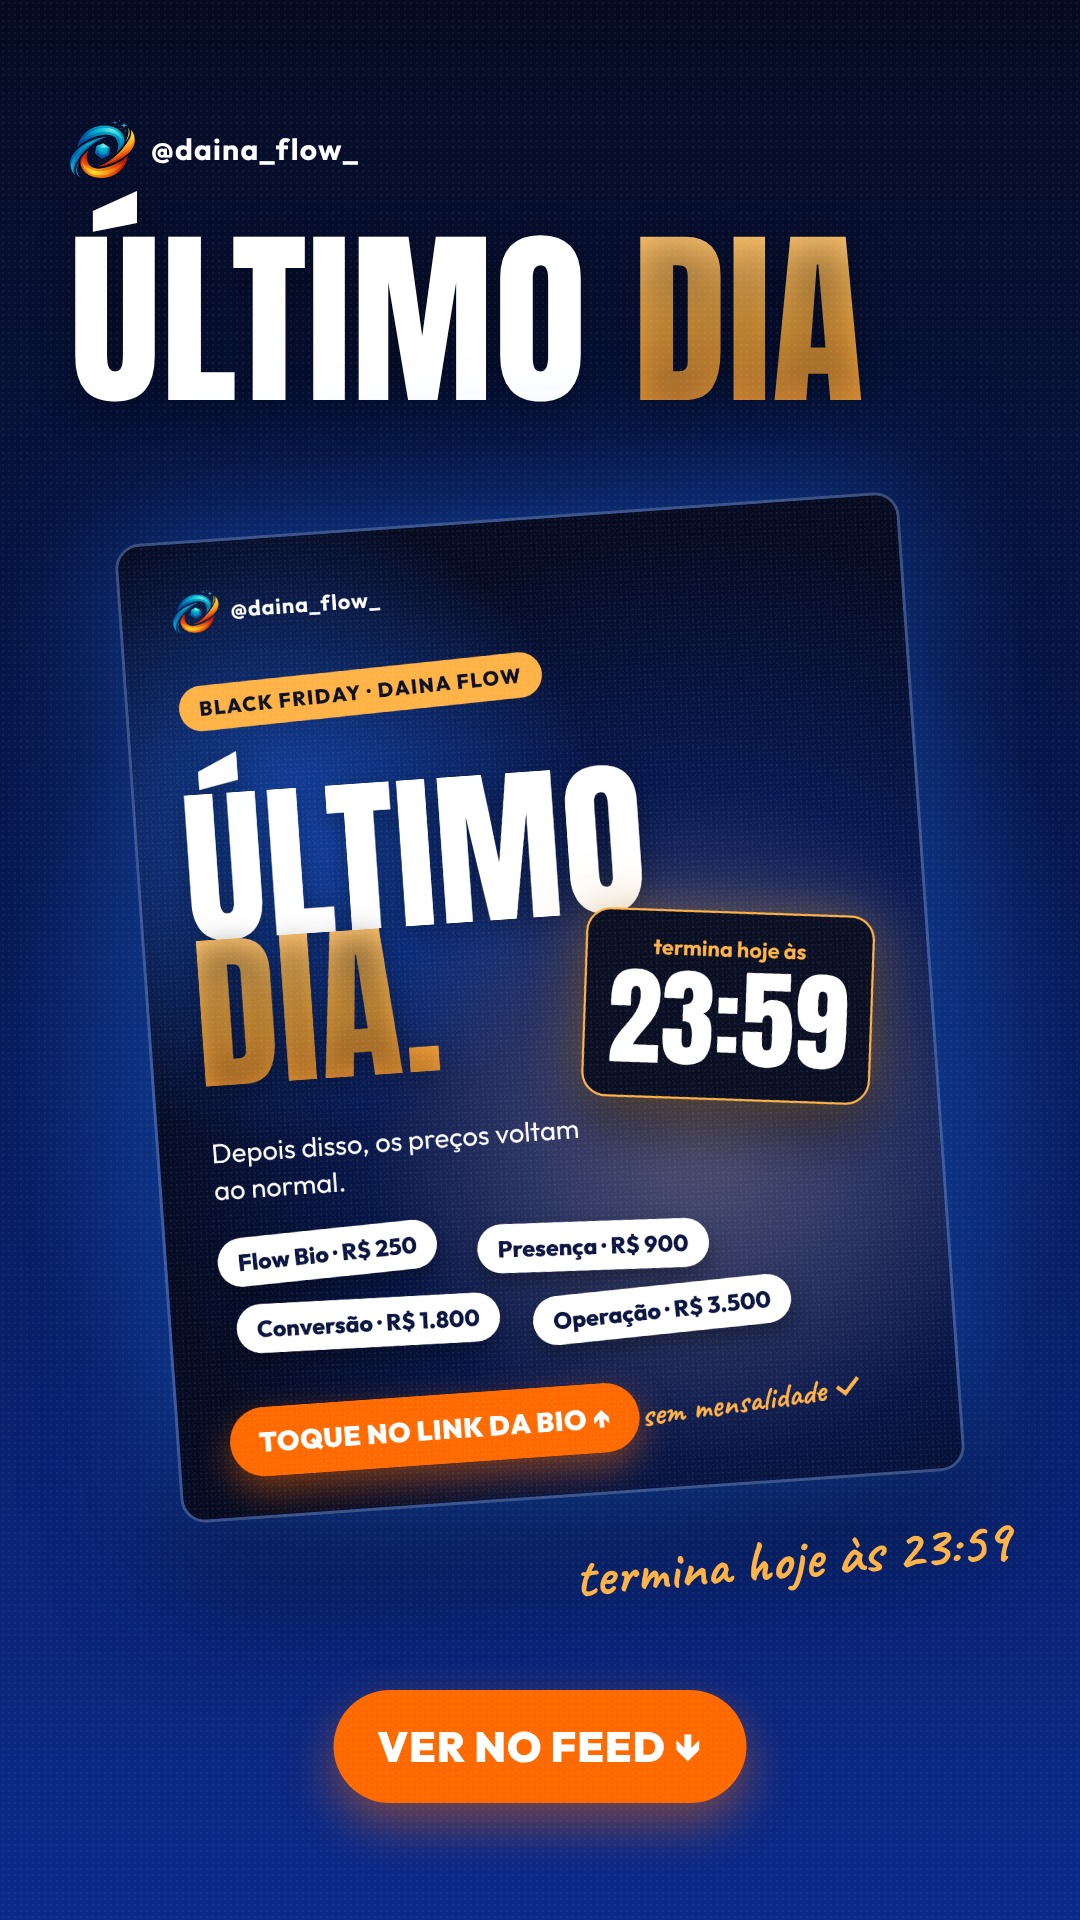 @daina_flow_
ÚLTIMO DIA
@daina_flow_
BLACK FRIDAY · DAINA FLOW
ÚLTIMO
DIA.
termina hoje às
23:59
Depois disso, os preços voltam
ao normal.
Flow Bio · R$ 250
Presença · R$ 900
Conversão · R$ 1.800
Operação · R$ 3.500
TOQUE NO LINK DA BIO ↑
sem mensalidade ✓
termina hoje às 23:59
VER NO FEED ↓